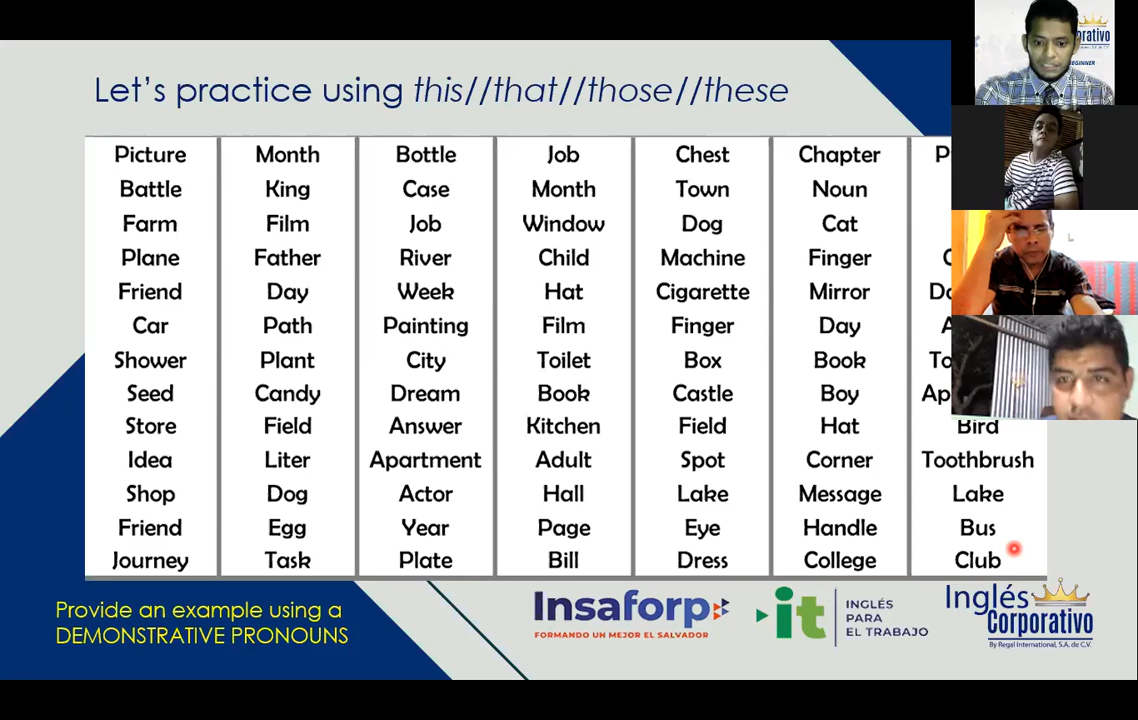 Let's practice using this//that//those//these
Picture Month Bottle Job Chest Chapter
Battle King Case Month Town Noun
Farm Film Job Window Dog Cat
Plane Father River Child Machine Finger
Friend Day Week Hat Cigarette Mirror
Car Path Painting Film Finger Day
Shower Plant City Toilet Box Book
Seed Candy Dream Book Castle Boy
Store Field Answer Kitchen Field Hat Bird
Idea Liter Apartment Adult Spot Corner Toothbrush
Shop Dog Actor Hall Lake Message Lake
Friend Egg Year Page Eye Handle Bus
Journey Task Plate Bill Dress College Club
Provide an example using a
DEMONSTRATIVE PRONOUNS
Insaforp
FORMANDO UN MEJOR EL SALVADOR
it
INGLÉS
PARA
EL TRABAJO
Inglés
Corporativo
By Regal International, S.A. de C.V.